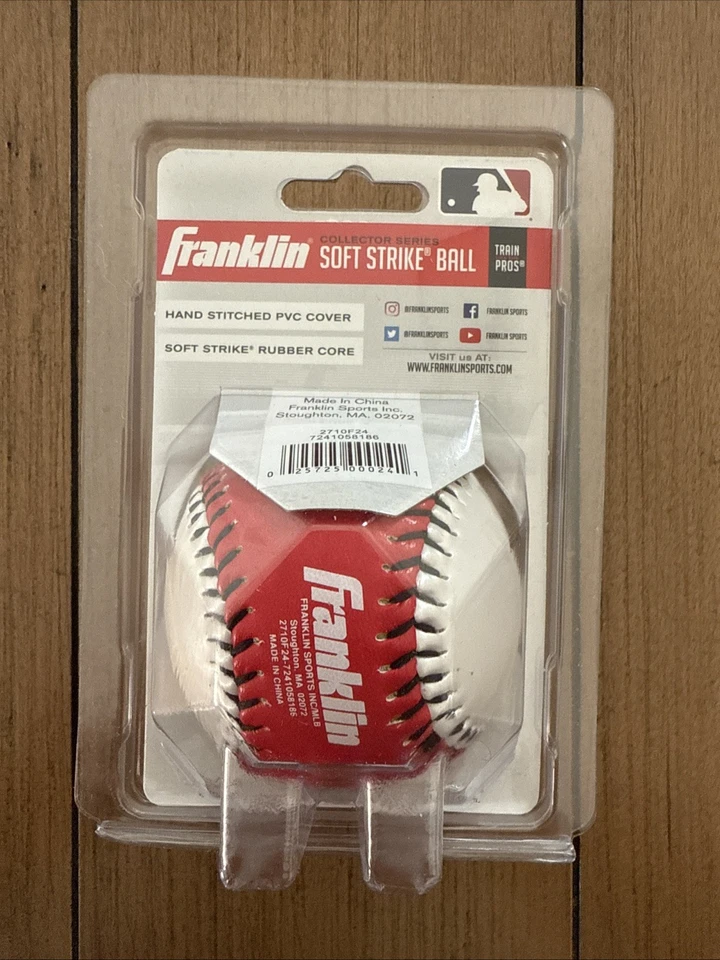 Franklin®
COLLECTOR SERIES
SOFT STRIKE® BALL
TRAIN
PROS®
HAND STITCHED PVC COVER
SOFT STRIKE® RUBBER CORE
@FRANKLINSPORTS
FRANKLIN SPORTS
@FRANKLINSPORTS
FRANKLIN SPORTS
VISIT us AT:
WWW.FRANKLINSPORTS.COM
Made In China
Franklin Sports Inc.
Stoughton, MA, 02072
2710F24
7241058186
0 25725 00024 1
Franklin
FRANKLIN SPORTS INC/MLB
Stoughton, MA 02072
2710F24-7241058186
MADE IN CHINA